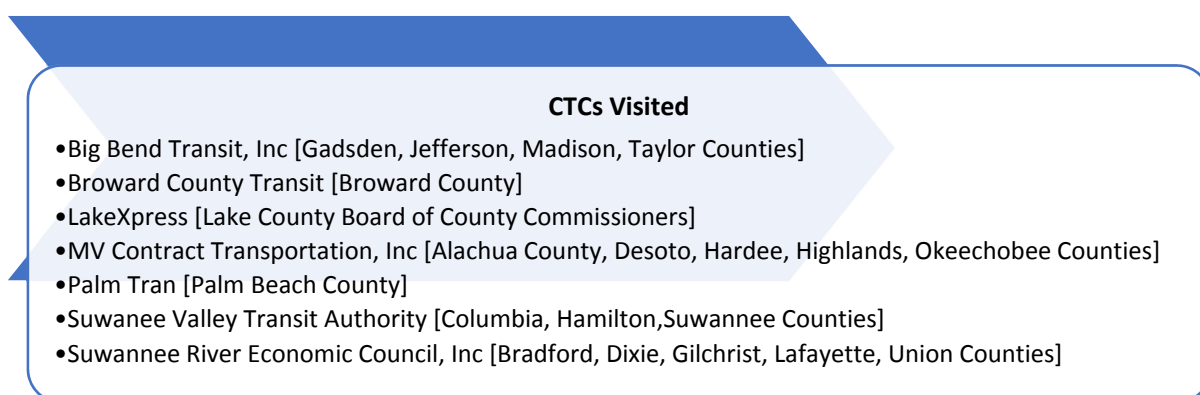 CTCs Visited
•Big Bend Transit, Inc [Gadsden, Jefferson, Madison, Taylor Counties]
•Broward County Transit [Broward County]
•LakeXpress [Lake County Board of County Commissioners]
•MV Contract Transportation, Inc [Alachua County, Desoto, Hardee, Highlands, Okeechobee Counties]
•Palm Tran [Palm Beach County]
•Suwanee Valley Transit Authority [Columbia, Hamilton,Suwannee Counties]
•Suwannee River Economic Council, Inc [Bradford, Dixie, Gilchrist, Lafayette, Union Counties]